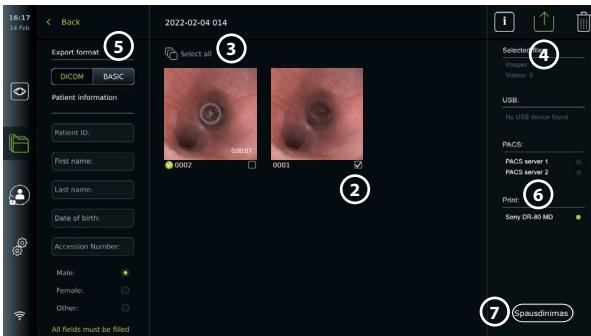 16:17
14 Feb
Back
2022-02-04 014
i
Export format
5
DICOM
BASIC
Patient information
Patient ID:
First name:
Last name:
Date of birth:
Accession Number:
Male:
Female:
Other:
All fields must be filled
Select all
3
0:00:07
0002
0001
2
Selected files
4
Images:
Videos: 0
USB:
No USB device found
PACS:
PACS server 1
PACS server 2
6
Print:
Sony DR-80 MD
7
Spausdinimas